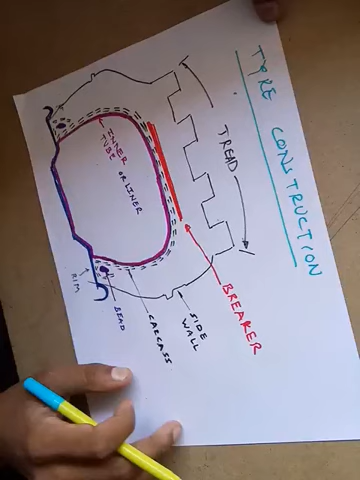 TYRE CONSTRUCTION
TREAD
BREAKER
SIDE
WALL
CARCASS
BEAD
RIM
INNER OR LINER
TUBE